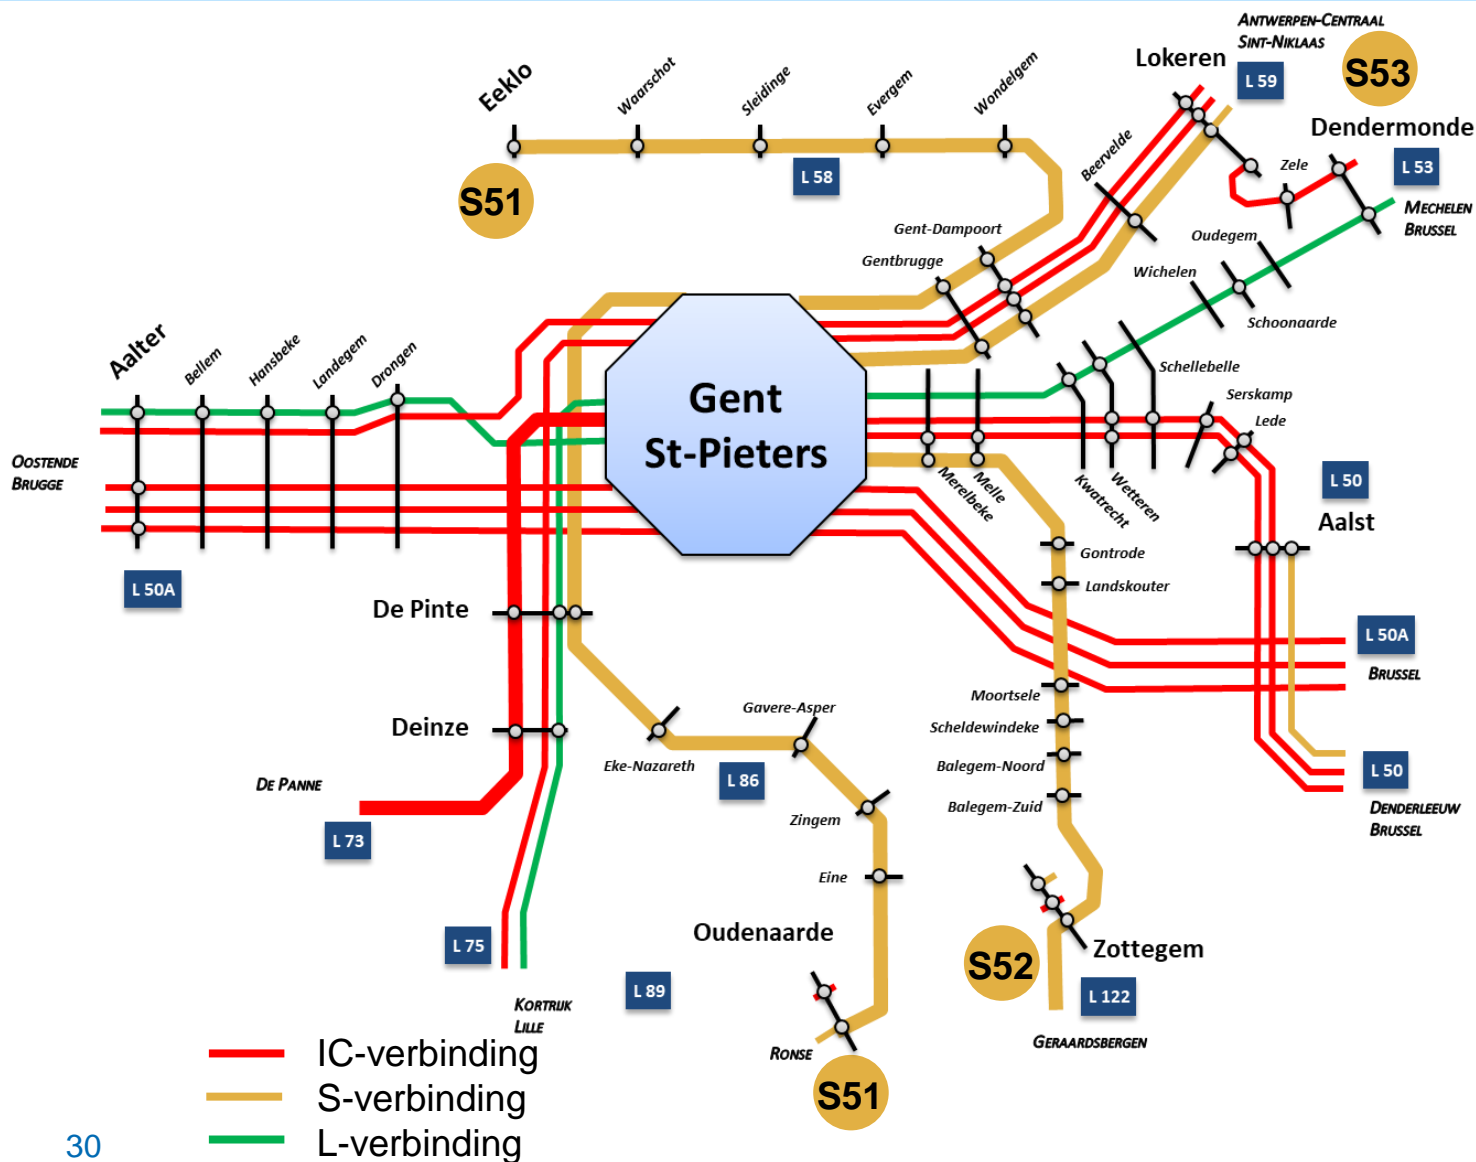 ANTWERPEN-CENTRAAL
SINT-NIKLAAS
Lokeren
L 59
S53
Dendermonde
Zele
L 53
MECHELEN
BRUSSEL
Eeklo
Waarschot
Sleidinge
Evergem
Wondelgem
S51
L 58
Beervelde
Gent-Dampoort
Gentbrugge
Oudegem
Wichelen
Schoonaarde
Schellebelle
Serskamp
Lede
Aalter
Bellem
Hansbeke
Landegem
Drongen
Gent
St-Pieters
OOSTENDE
BRUGGE
Merelbeke
Melle
Kwatrecht
Wetteren
L 50
Aalst
L 50A
De Pinte
Gontrode
Landskouter
L 50A
BRUSSEL
Deinze
Eke-Nazareth
Gavere-Asper
L 86
Zingem
Eine
Moortsele
Scheldewindeke
Balegem-Noord
Balegem-Zuid
L 50
DENDERLEEUW
BRUSSEL
DE PANNE
L 73
L 75
KORTRIJK
LILLE
L 89
Oudenaarde
RONSE
S51
S52
Zottegem
L 122
GERAARDSBERGEN
IC-verbinding
S-verbinding
L-verbinding
30